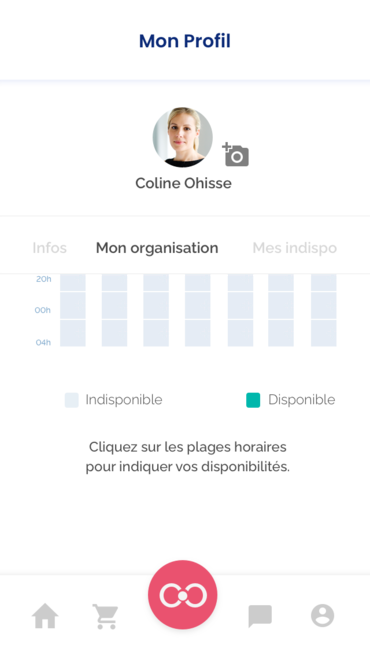 Mon Profil
Coline Ohisse
Infos Mon organisation Mes indispo
20h
00h
04h
Indisponible Disponible
Cliquez sur les plages horaires
pour indiquer vos disponibilités.